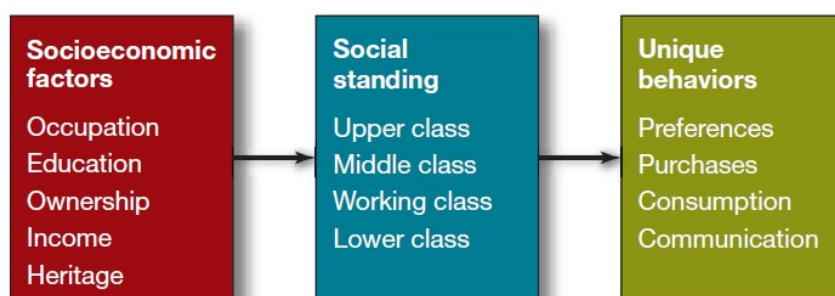 Socioeconomic
factors
Occupation
Education
Ownership
Income
Heritage
Social
standing
Upper class
Middle class
Working class
Lower class
Unique
behaviors
Preferences
Purchases
Consumption
Communication